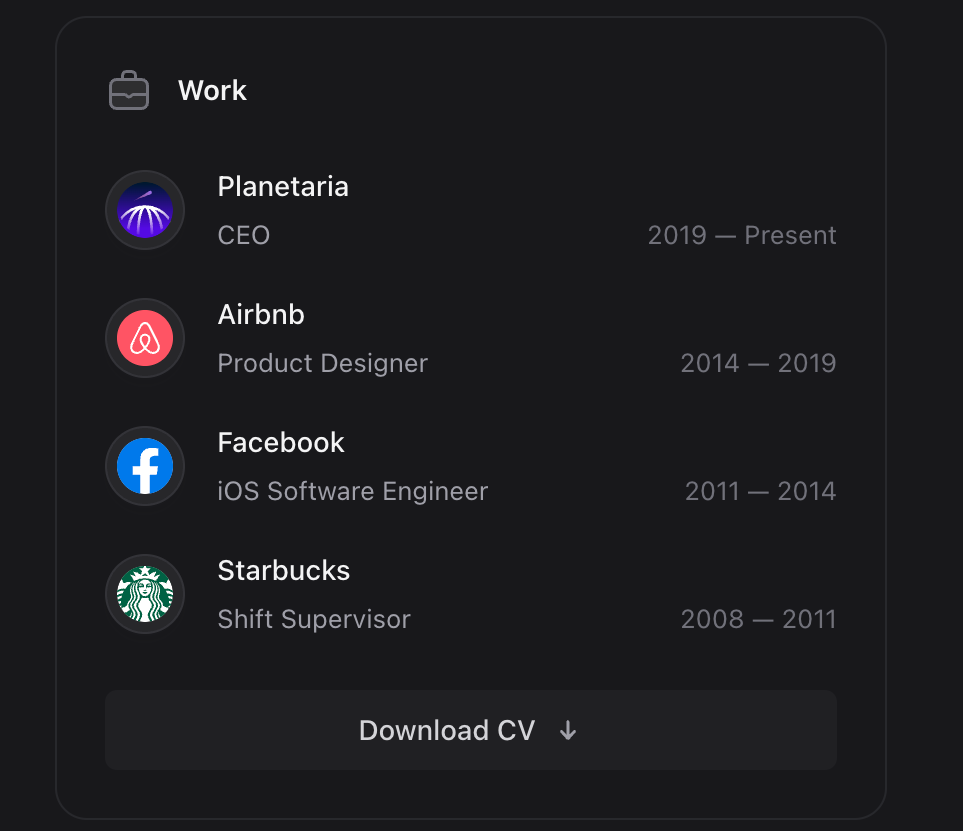 Work
Planetaria
CEO 2019 — Present
Airbnb
Product Designer 2014 — 2019
Facebook
iOS Software Engineer 2011 — 2014
Starbucks
Shift Supervisor 2008 — 2011
Download CV